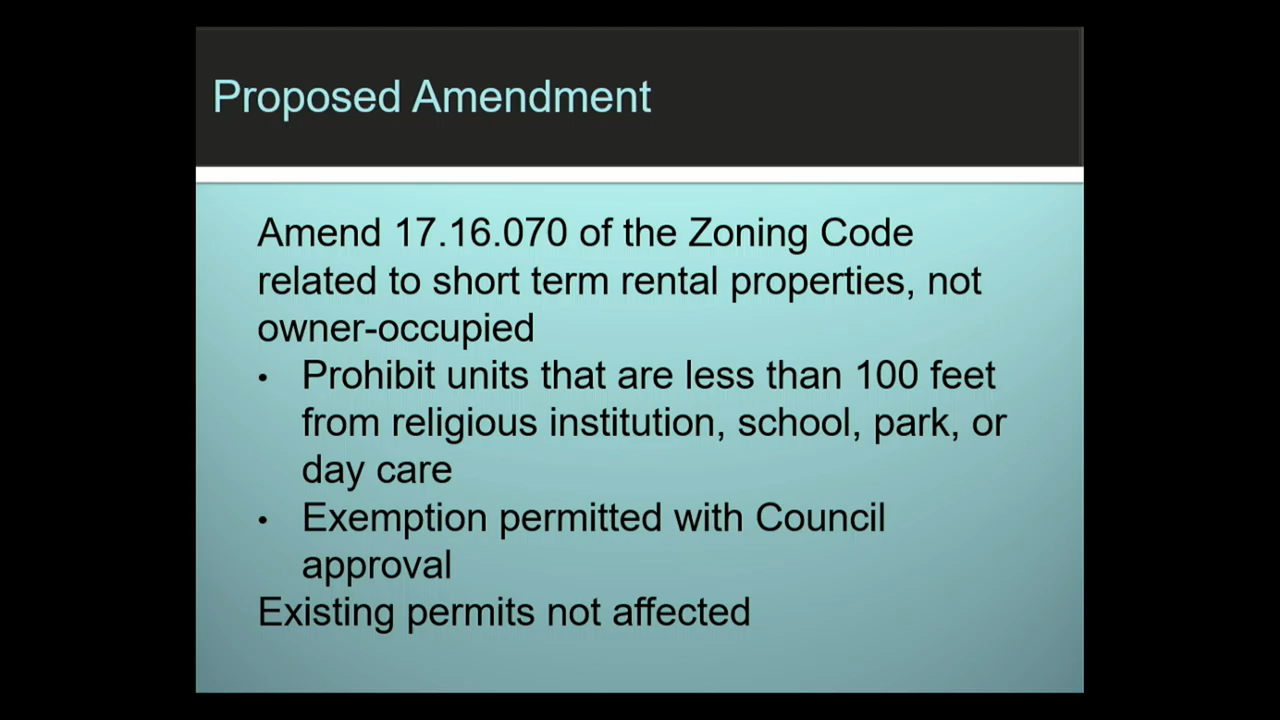 Proposed Amendment
Amend 17.16.070 of the Zoning Code
related to short term rental properties, not
owner-occupied
• Prohibit units that are less than 100 feet
from religious institution, school, park, or
day care
• Exemption permitted with Council
approval
Existing permits not affected